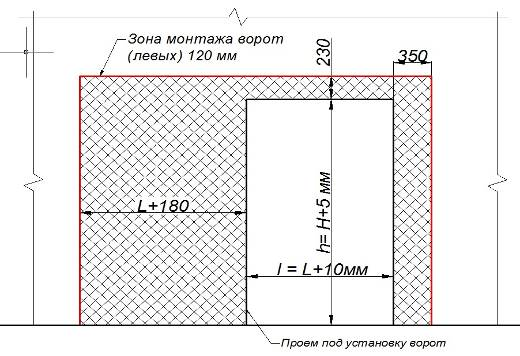 Зона монтажа ворот
(левых) 120 мм
230
350
L+180
h= H+5 мм
l = L+10мм
Проем под установку ворот